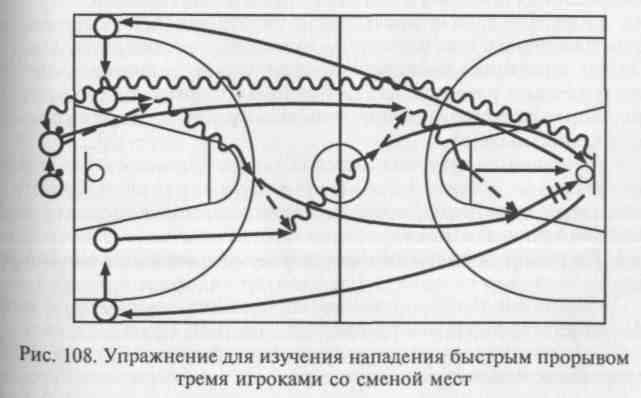 Рис. 108. Упражнение для изучения нападения быстрым прорывом
тремя игроками со сменой мест